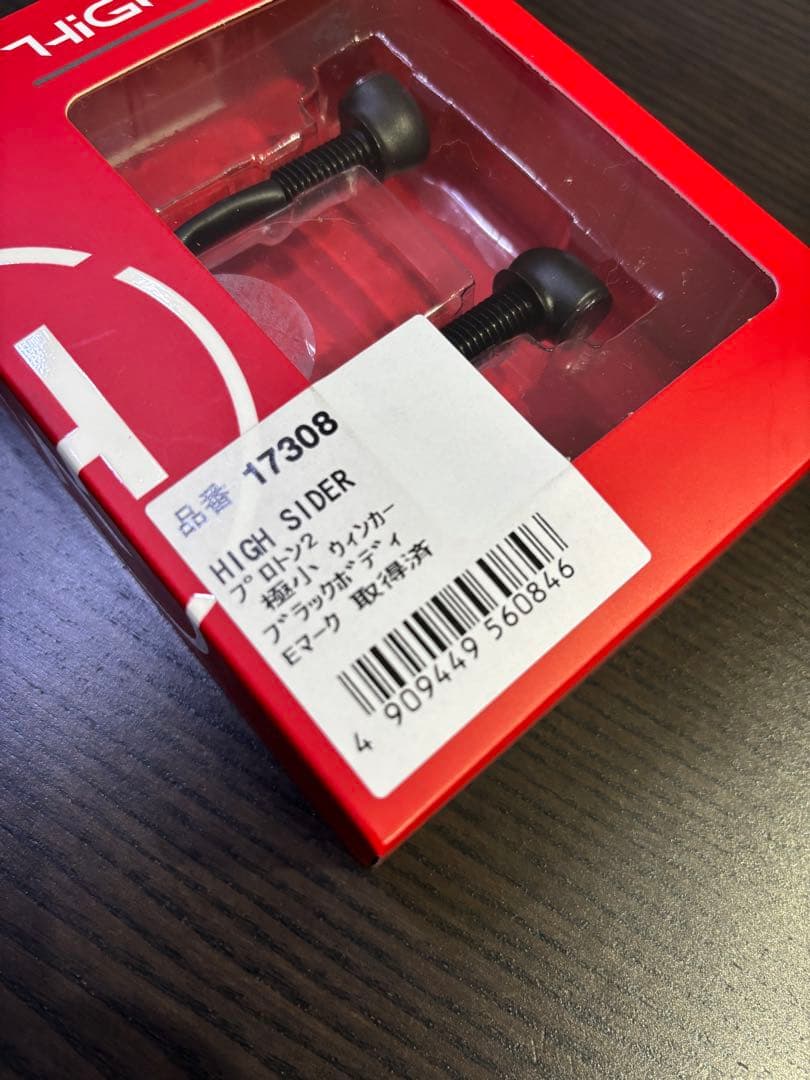 HiGH
品番 17308
HIGH SIDER
プロトン2
極小 ウィンカー
ブラックボディ
Eマーク 取得済
4 909449 560846